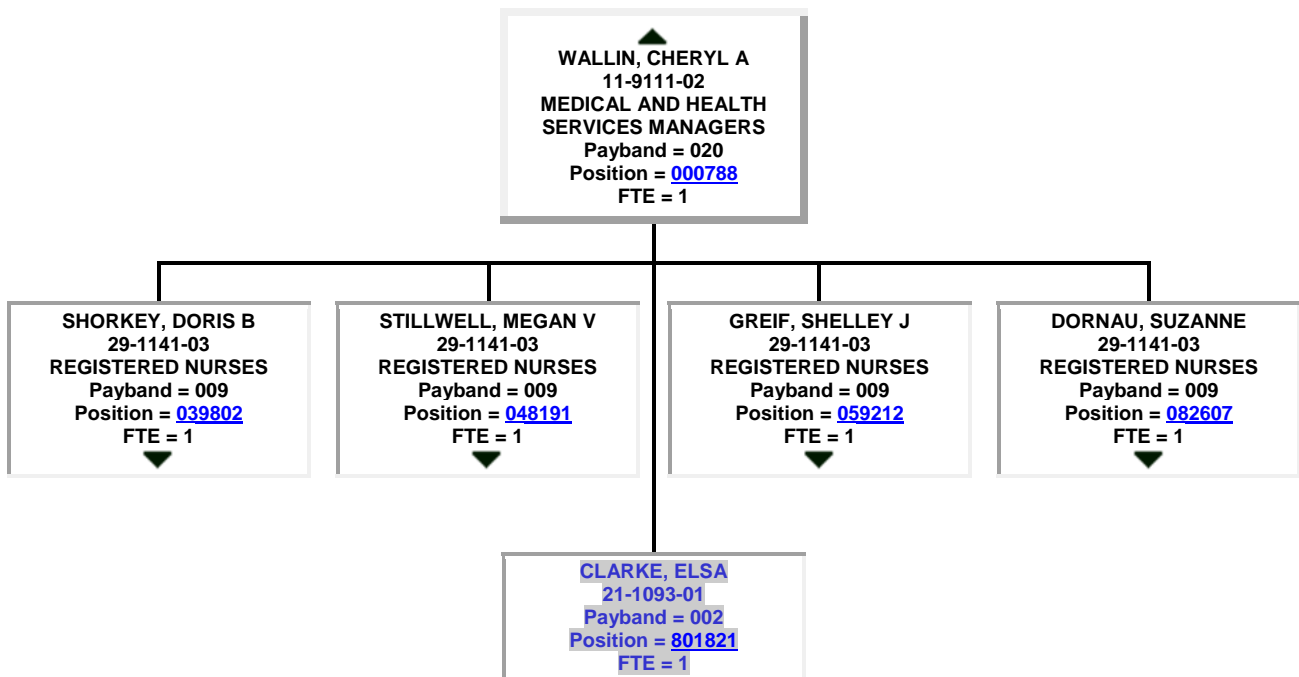 WALLIN, CHERYL A
11-9111-02
MEDICAL AND HEALTH
SERVICES MANAGERS
Payband = 020
Position = 000788
FTE = 1
SHORKEY, DORIS B
29-1141-03
REGISTERED NURSES
Payband = 009
Position = 039802
FTE = 1
STILLWELL, MEGAN V
29-1141-03
REGISTERED NURSES
Payband = 009
Position = 048191
FTE = 1
GREIF, SHELLEY J
29-1141-03
REGISTERED NURSES
Payband = 009
Position = 059212
FTE = 1
DORNAU, SUZANNE
29-1141-03
REGISTERED NURSES
Payband = 009
Position = 082607
FTE = 1
CLARKE, ELSA
21-1093-01
Payband = 002
Position = 801821
FTE = 1